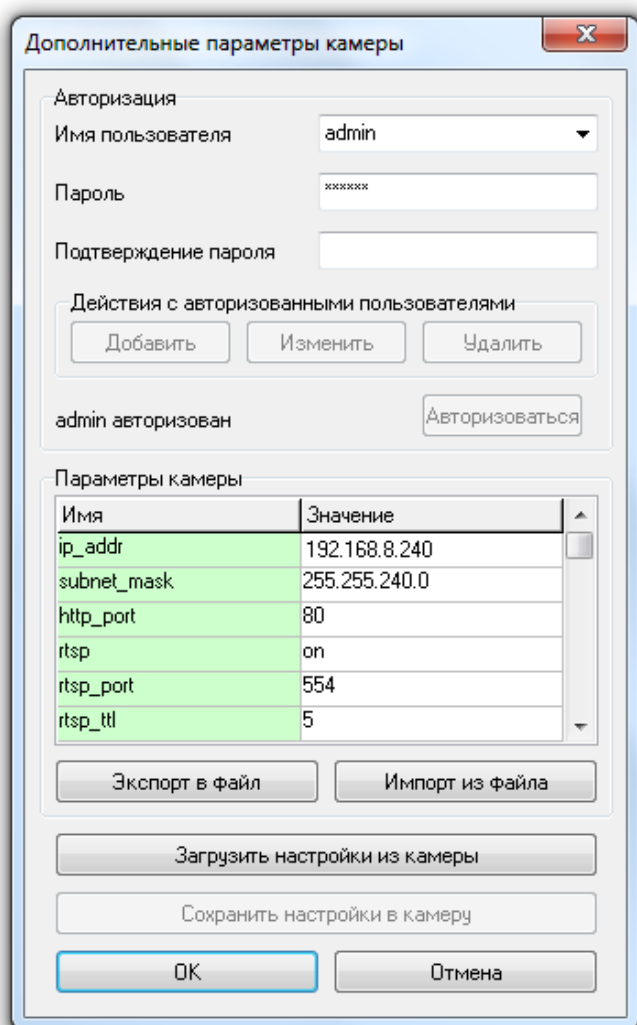 Дополнительные параметры камеры
Авторизация
Имя пользователя admin
Пароль ××××××
Подтверждение пароля
Действия с авторизованными пользователями
Добавить Изменить Удалить
admin авторизован Авторизоваться
Параметры камеры
Имя Значение
ip_addr 192.168.8.240
subnet_mask 255.255.240.0
http_port 80
rtsp on
rtsp_port 554
rtsp_ttl 5
Экспорт в файл Импорт из файла
Загрузить настройки из камеры
Сохранить настройки в камеру
OK Отмена